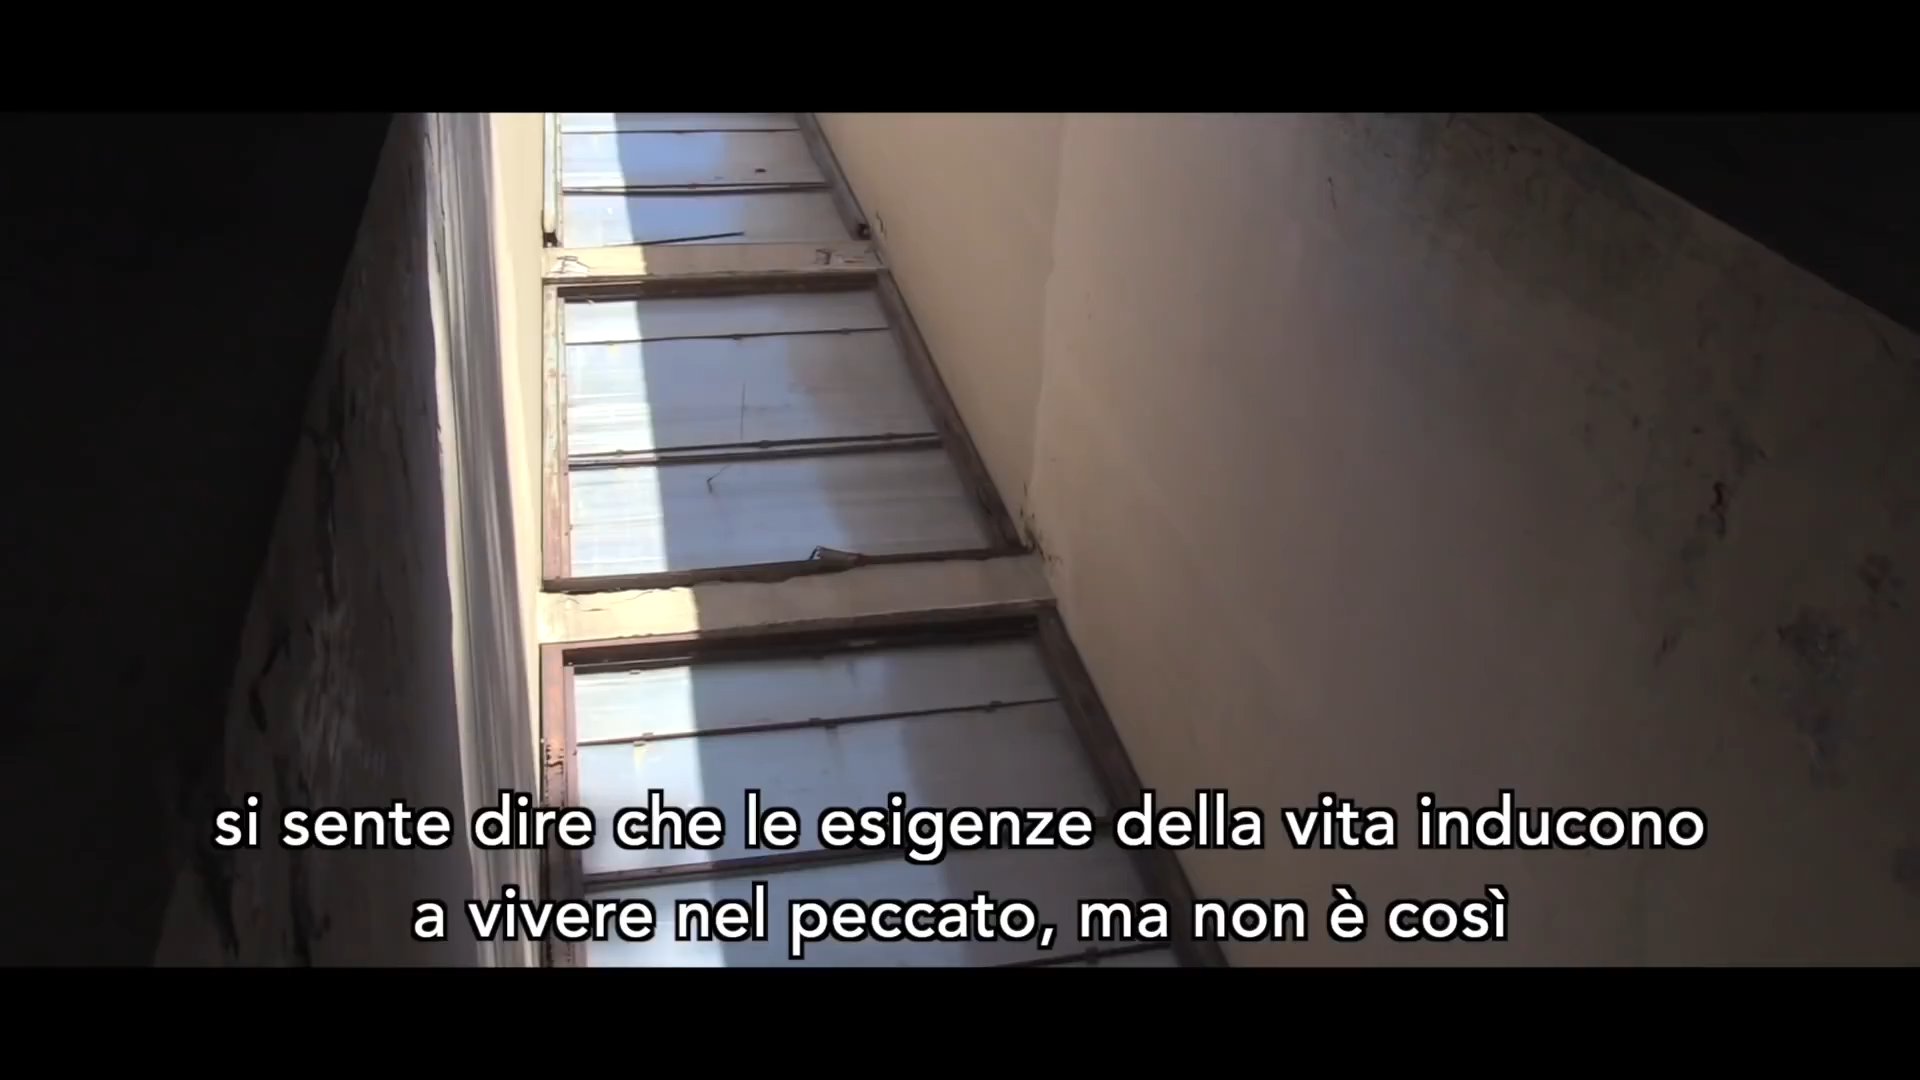 si sente dire che le esigenze della vita inducono
a vivere nel peccato, ma non è così